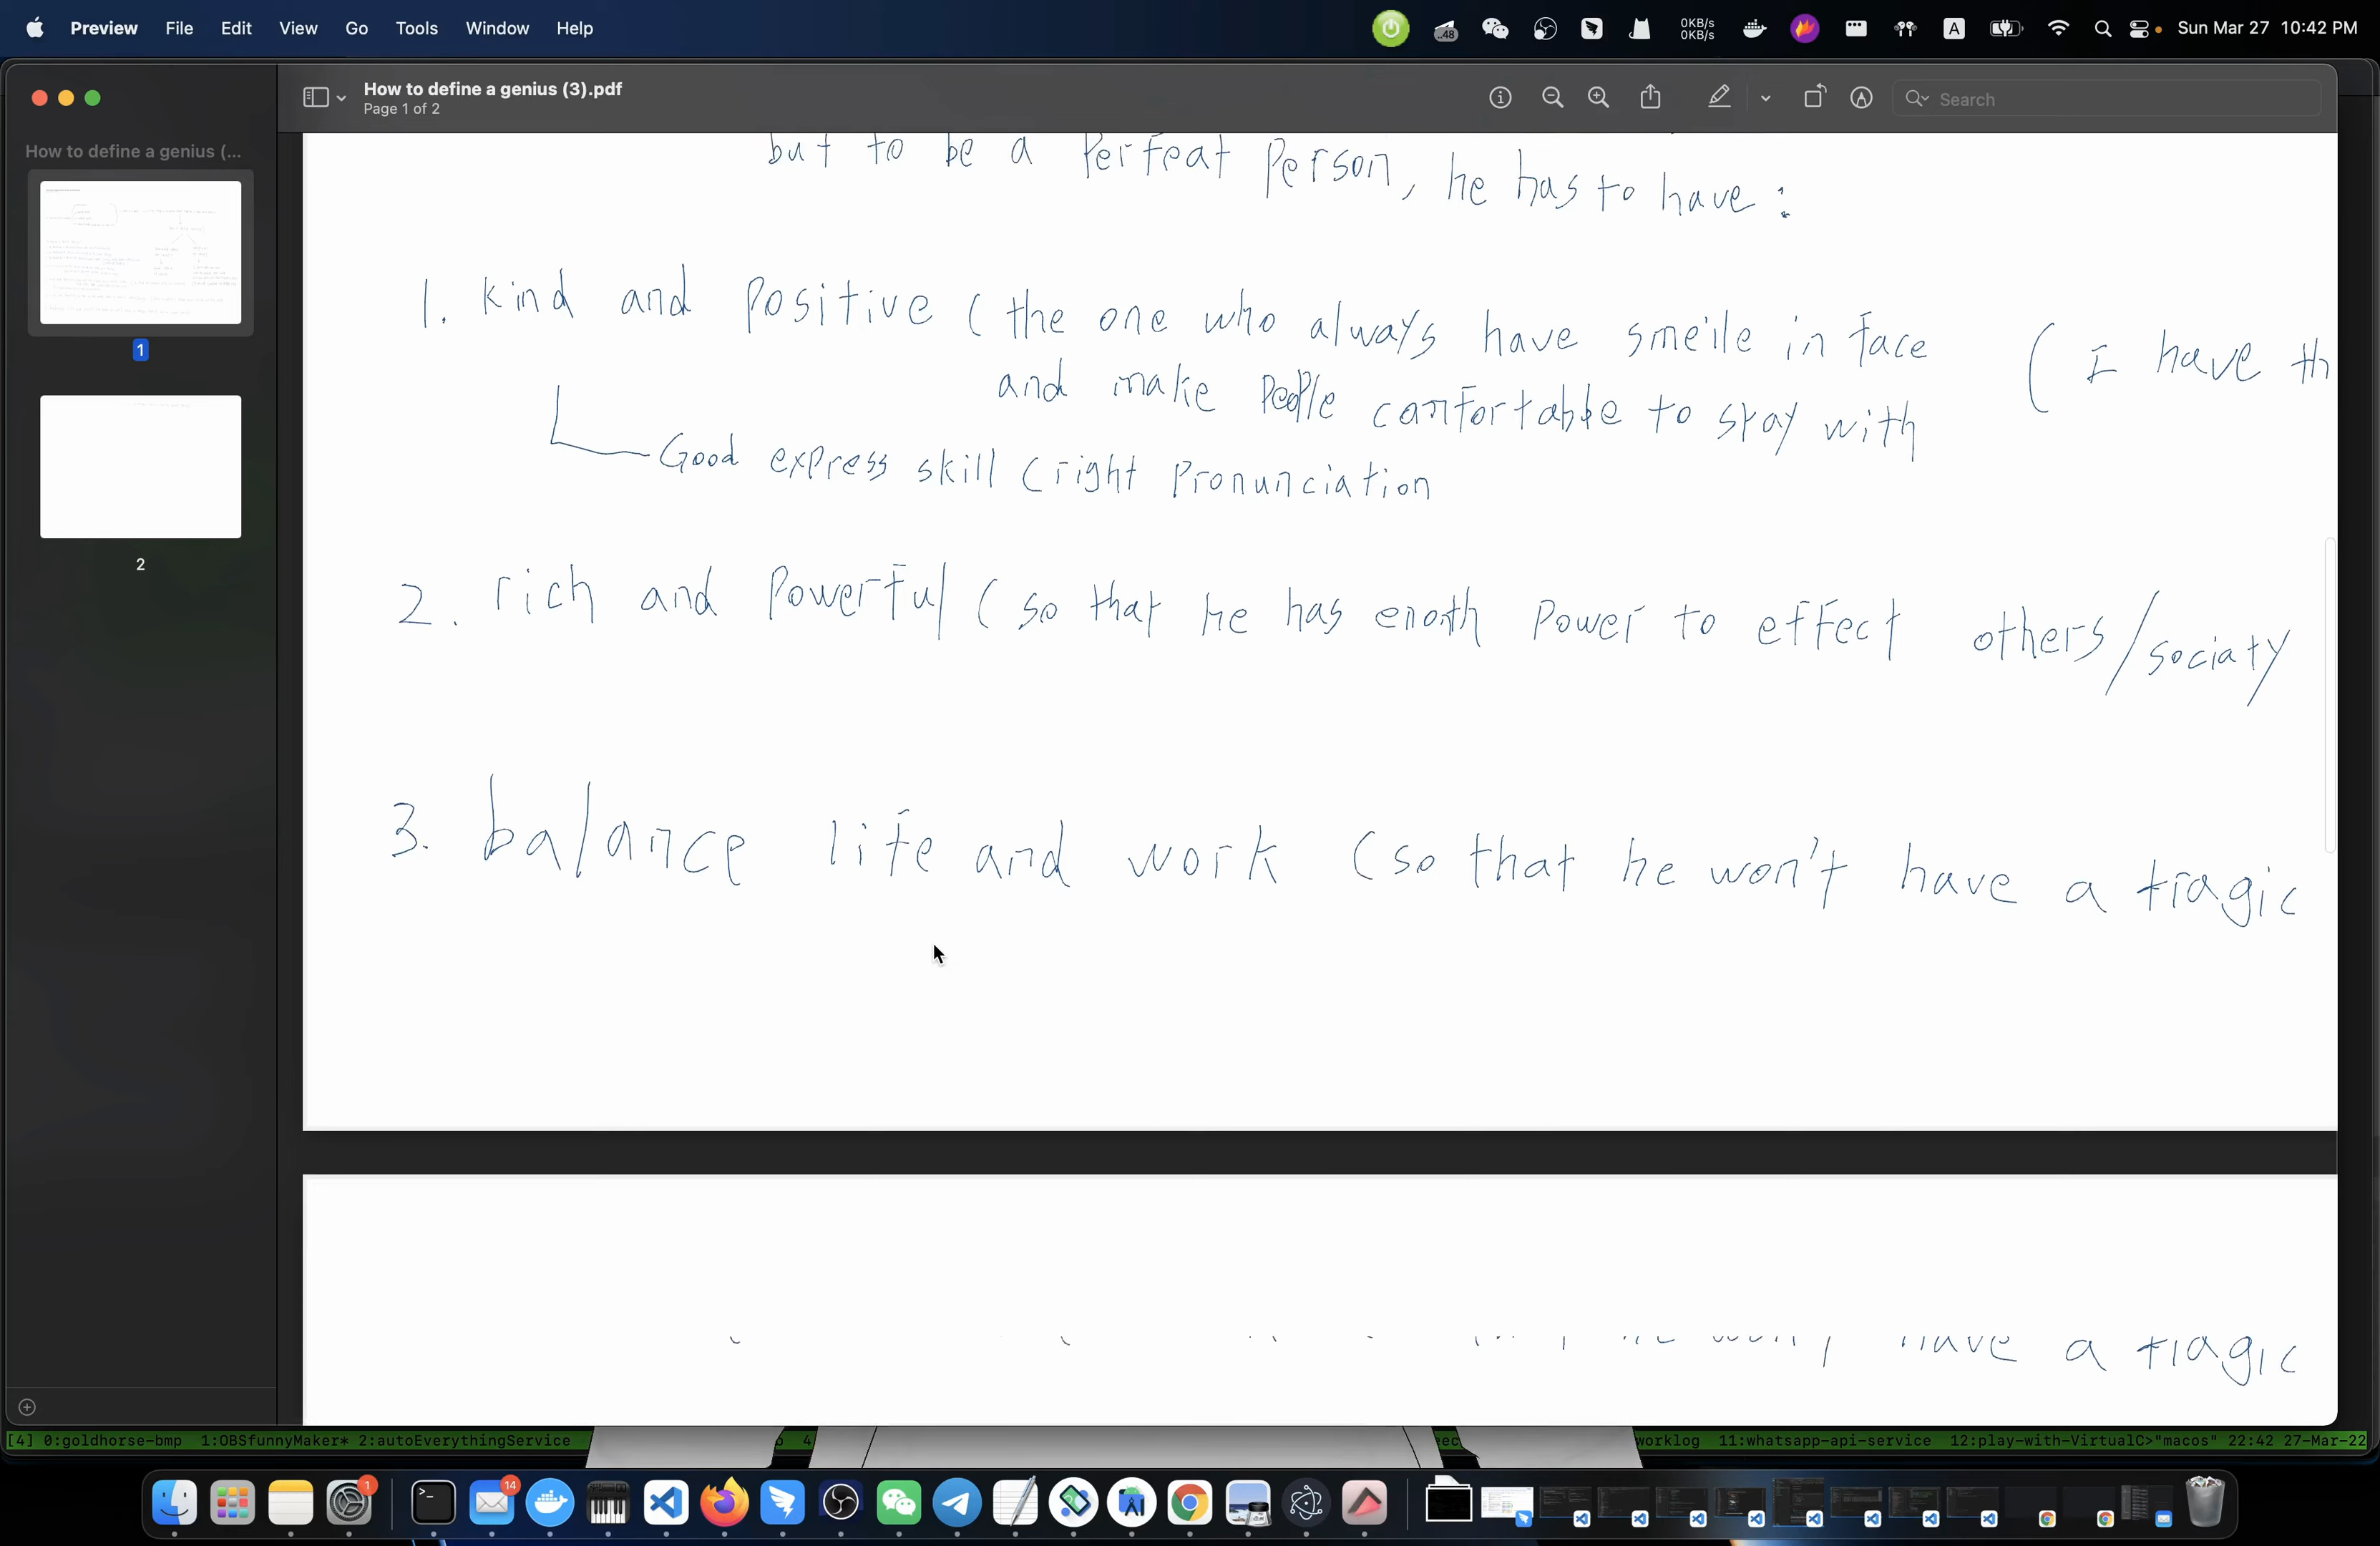 Preview File Edit View Go Tools Window Help
..48
0KB/s
0KB/s
A
Sun Mar 27 10:42 PM
How to define a genius (3).pdf
Page 1 of 2
Search
How to define a genius (...
1
2
but to be a Perfeat Person, he has to have :
1. kind and Positive ( the one who always have smeile in face
( I have th
and make People comfortable to stay with
Good express skill ( right Pronunciation
2. rich and Powerful ( so that he has enoth Power to effect others/sociaty
3. balance life and work ( so that he won't have a tragic
have a tragic
[4] 0:goldhorse-bmp 1:OBSfunnyMaker* 2:autoEverythingService
worklog 11:whatsapp-api-service 12:play-with-VirtualC>"macos" 22:42 27-Mar-22
1
14